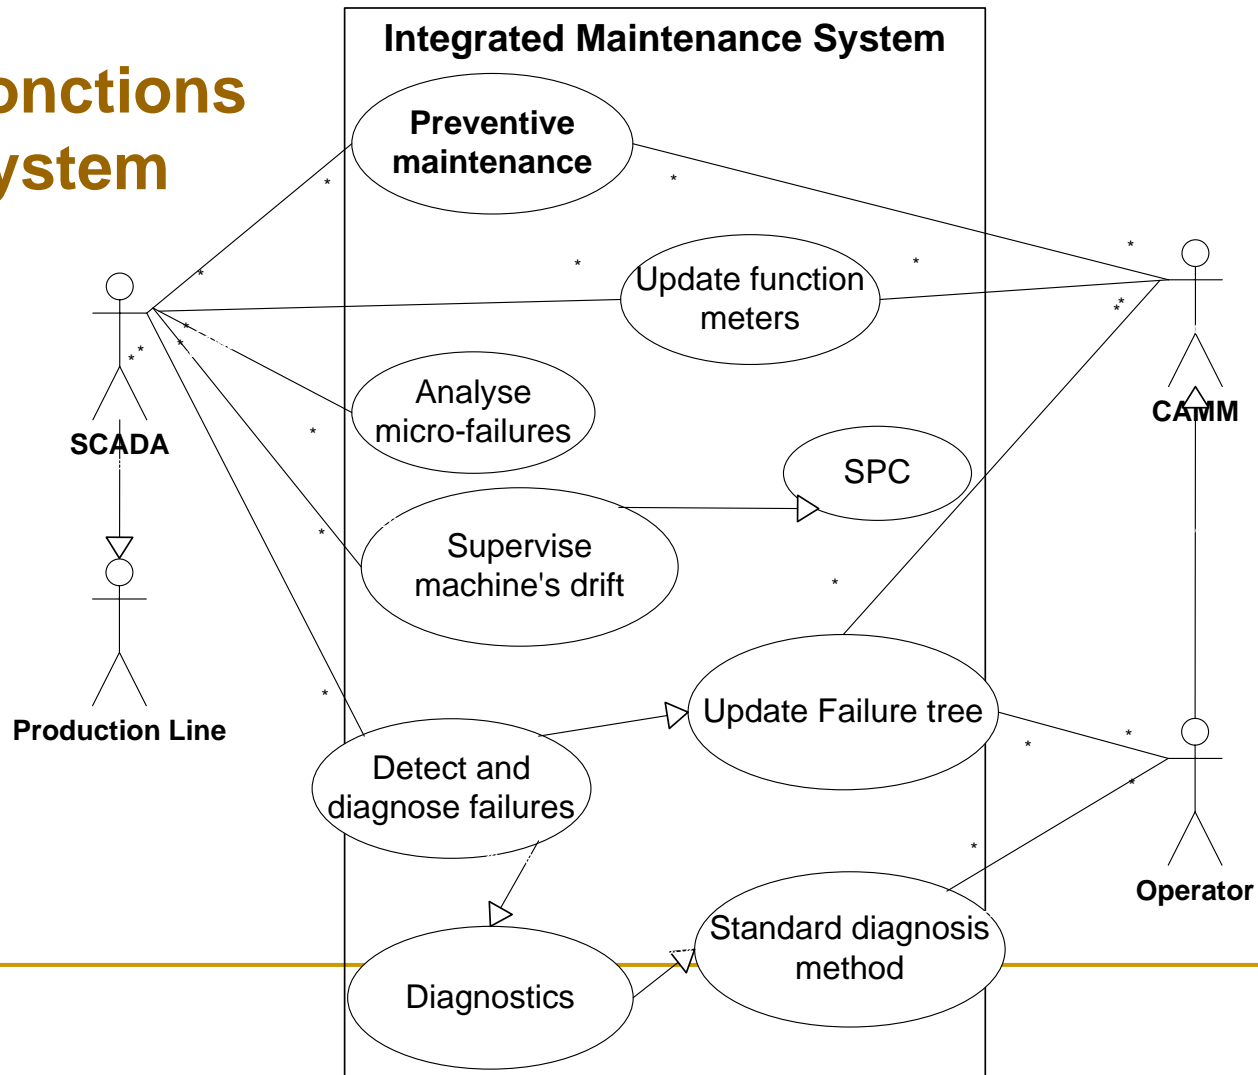 Integrated Maintenance System
onctions
ystem
Preventive
maintenance
Update function
meters
Analyse
micro-failures
SCADA
CAMM
SPC
Supervise
machine's drift
Production Line
Update Failure tree
Detect and
diagnose failures
Operator
Standard diagnosis
method
Diagnostics